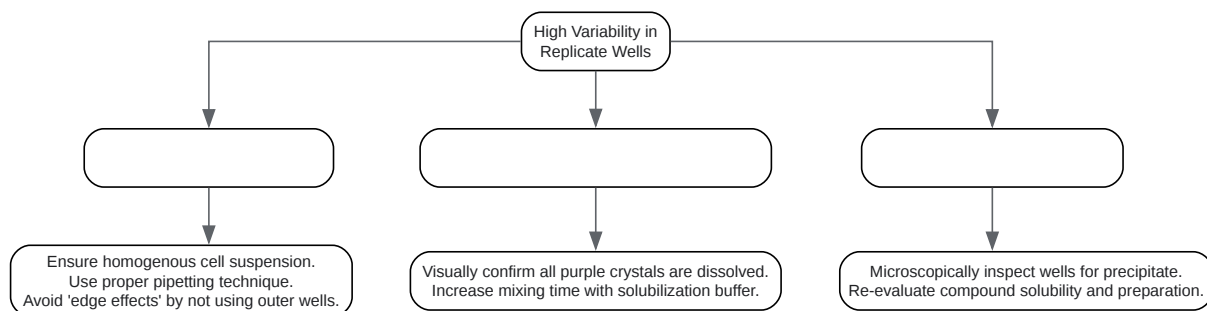 High Variability in
Replicate Wells
Ensure homogenous cell suspension.
Use proper pipetting technique.
Avoid 'edge effects' by not using outer wells.
Visually confirm all purple crystals are dissolved.
Increase mixing time with solubilization buffer.
Microscopically inspect wells for precipitate.
Re-evaluate compound solubility and preparation.